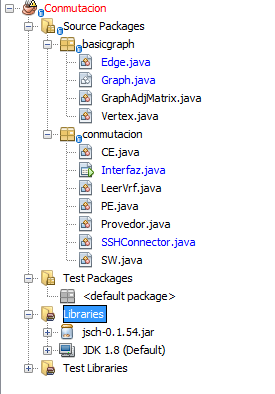 Conmutacion
Source Packages
basicgraph
Edge.java
Graph.java
GraphAdjMatrix.java
Vertex.java
conmutacion
CE.java
Interfaz.java
LeerVrf.java
PE.java
Provedor.java
SSHConnector.java
SW.java
Test Packages
<default package>
Libraries
jsch-0.1.54.jar
JDK 1.8 (Default)
Test Libraries